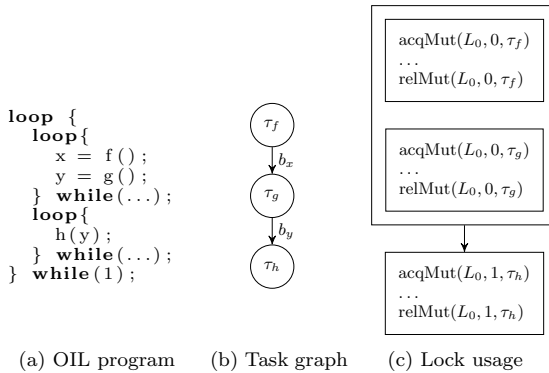 loop {
loop{
x = f();
y = g();
} while(...);
loop{
h(y);
} while(...);
} while(1);
(a) OIL program
τf
bx
τg
by
τh
(b) Task graph
acqMut(L0, 0, τf)
...
relMut(L0, 0, τf)
acqMut(L0, 0, τg)
...
relMut(L0, 0, τg)
acqMut(L0, 1, τh)
...
relMut(L0, 1, τh)
(c) Lock usage